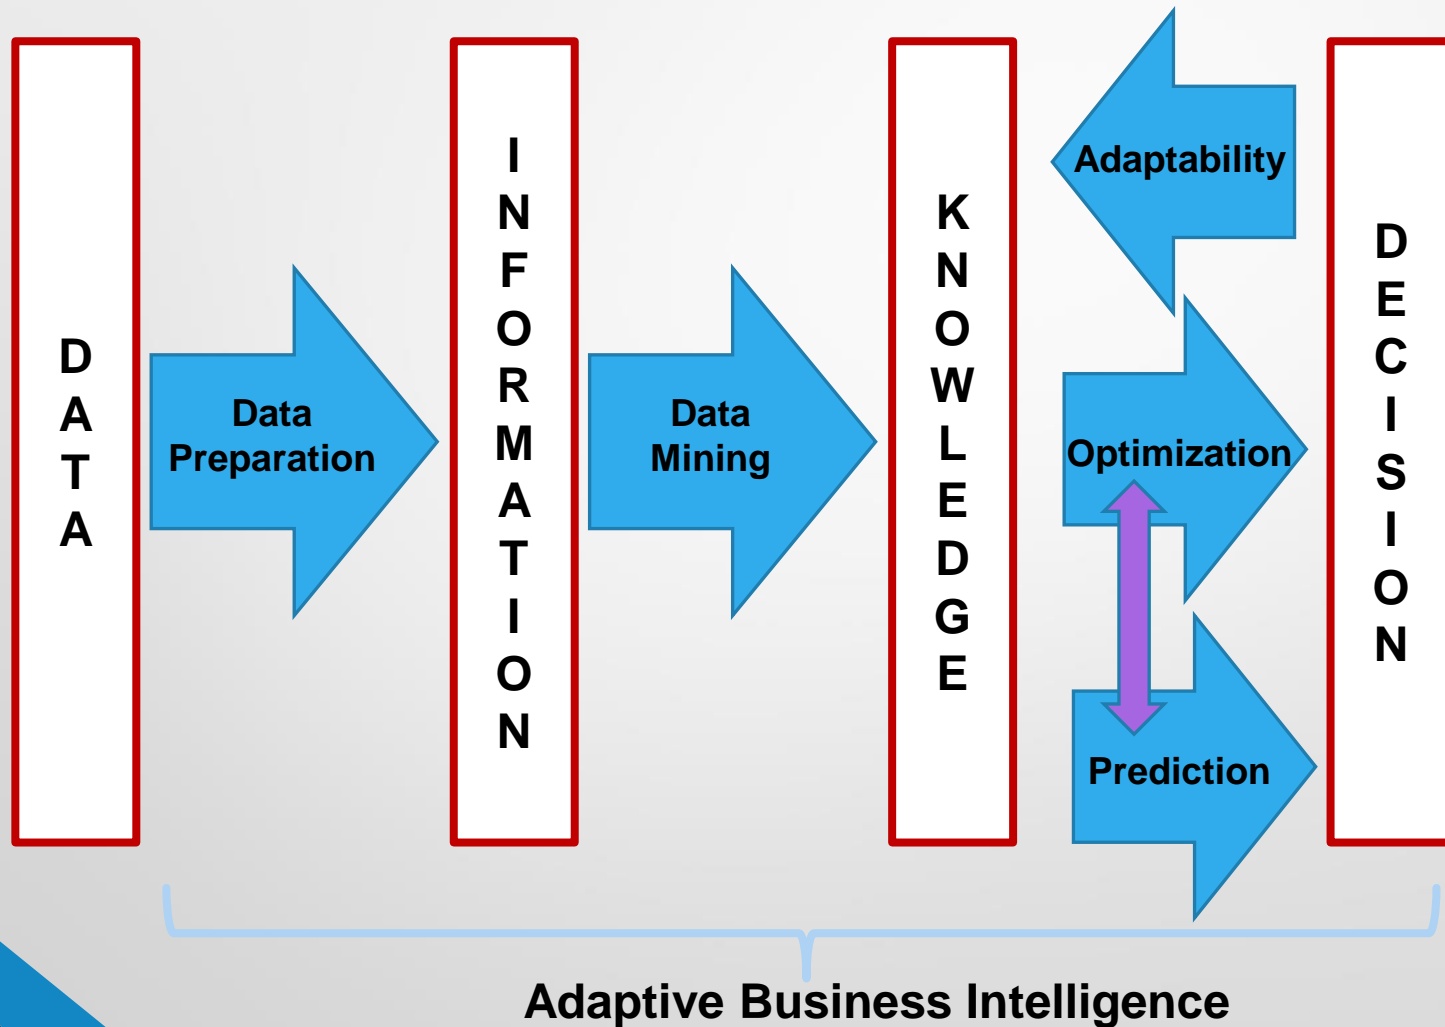 DATA
Data
Preparation
INFORMATION
Data
Mining
KNOWLEDGE
Adaptability
Optimization
Prediction
DECISION
Adaptive Business Intelligence